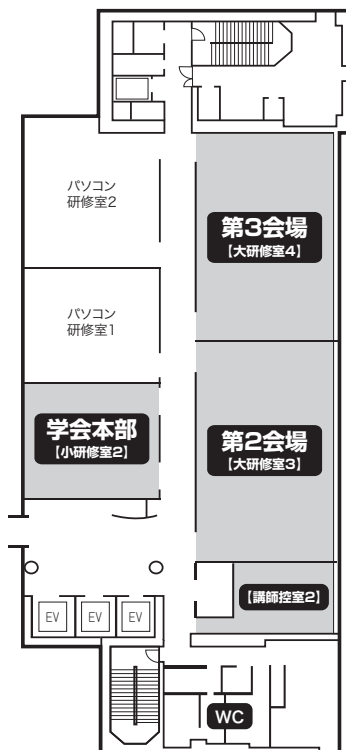 パソコン
研修室2
第3会場
【大研修室4】
パソコン
研修室1
学会本部
【小研修室2】
第2会場
【大研修室3】
【講師控室2】
EV
EV
EV
WC